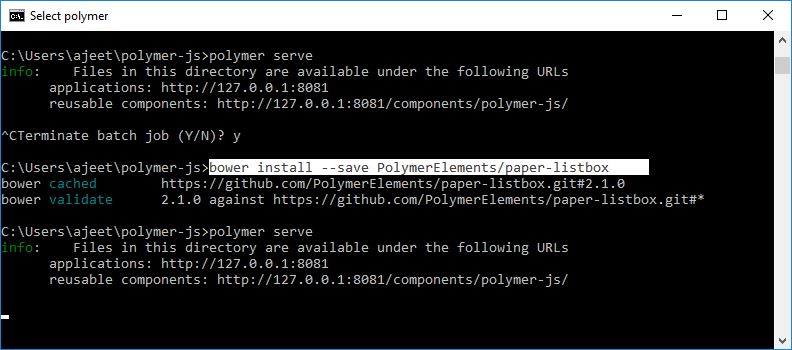 Select polymer
C:\Users\ajeet\polymer-js>polymer serve
info:    Files in this directory are available under the following URLs
      applications: http://127.0.0.1:8081
      reusable components: http://127.0.0.1:8081/components/polymer-js/
^CTerminate batch job (Y/N)? y
C:\Users\ajeet\polymer-js>bower install --save PolymerElements/paper-listbox
bower cached        https://github.com/PolymerElements/paper-listbox.git#2.1.0
bower validate      2.1.0 against https://github.com/PolymerElements/paper-listbox.git#*
C:\Users\ajeet\polymer-js>polymer serve
info:    Files in this directory are available under the following URLs
      applications: http://127.0.0.1:8081
      reusable components: http://127.0.0.1:8081/components/polymer-js/